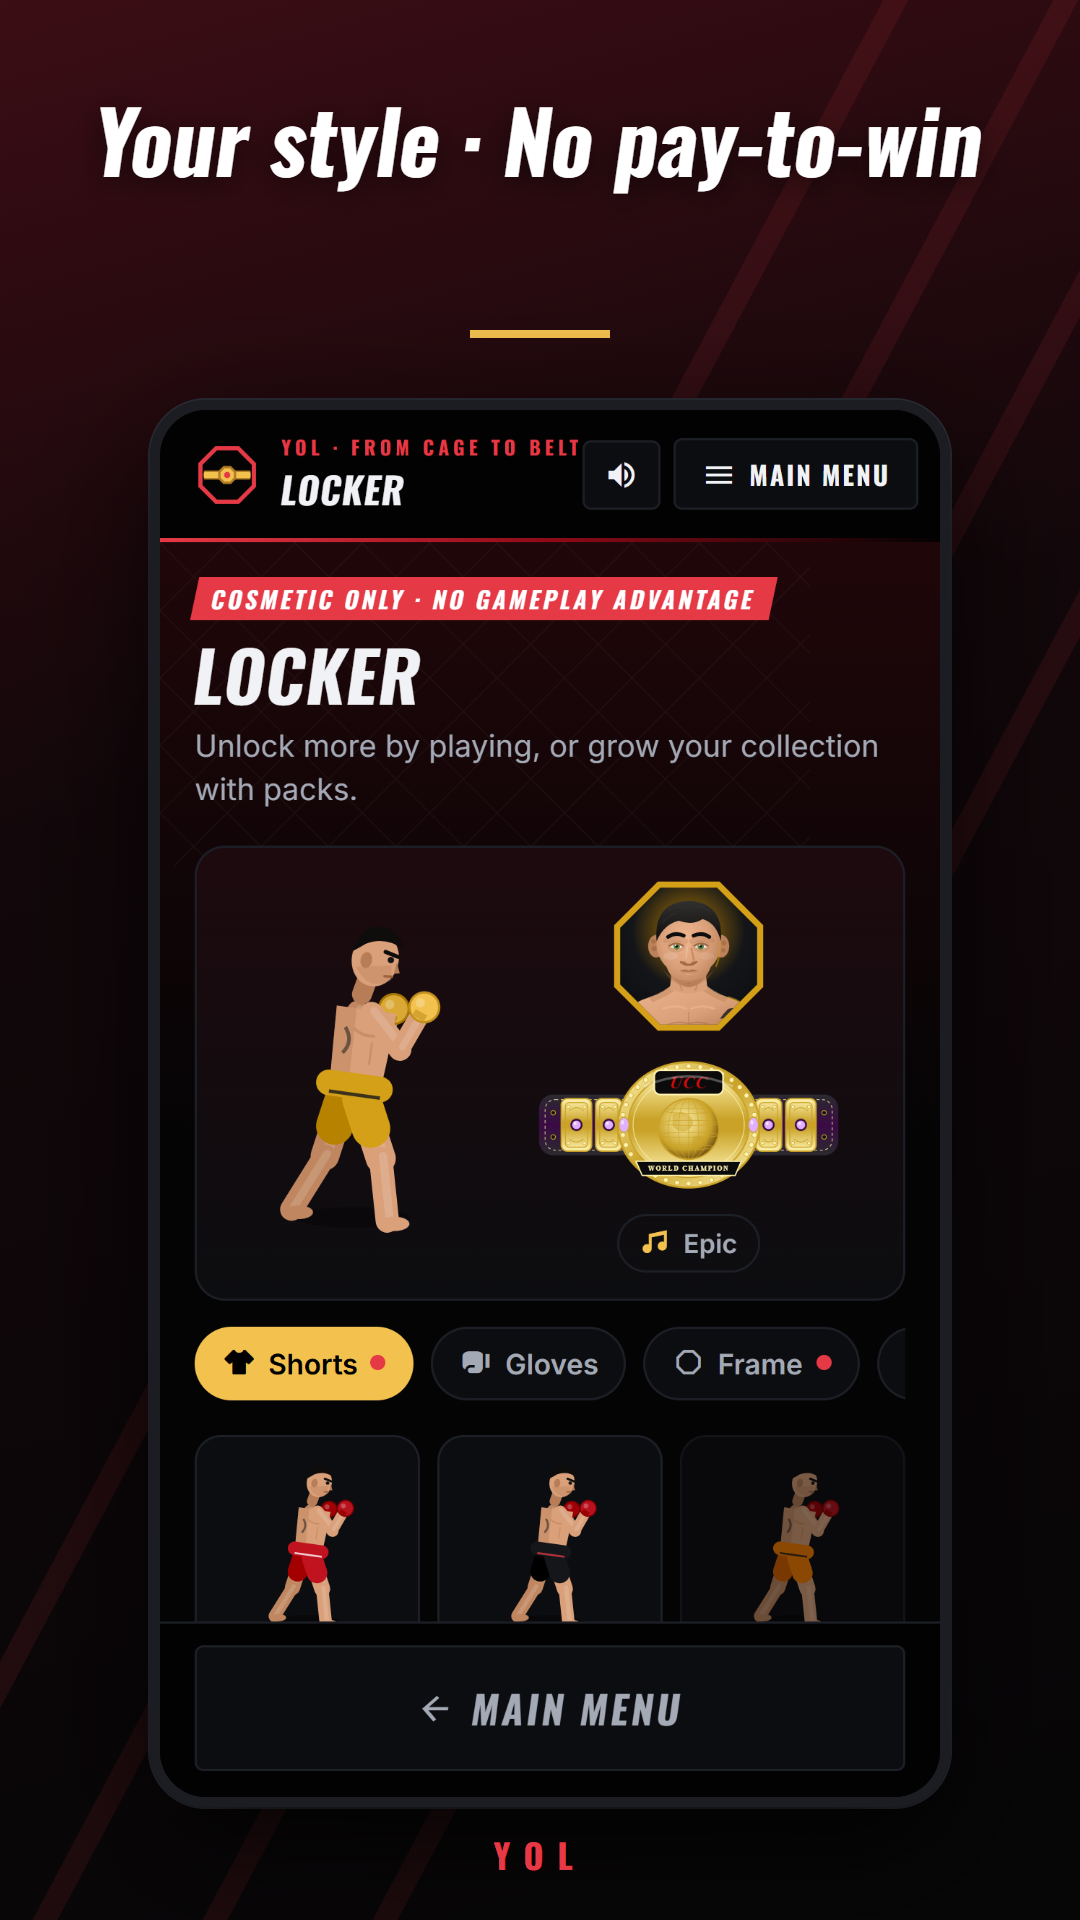 Your style · No pay-to-win
YOL · FROM CAGE TO BELT
LOCKER
MAIN MENU
COSMETIC ONLY · NO GAMEPLAY ADVANTAGE
LOCKER
Unlock more by playing, or grow your collection
with packs.
UCC
WORLD CHAMPION
Epic
Shorts
Gloves
Frame
MAIN MENU
YOL